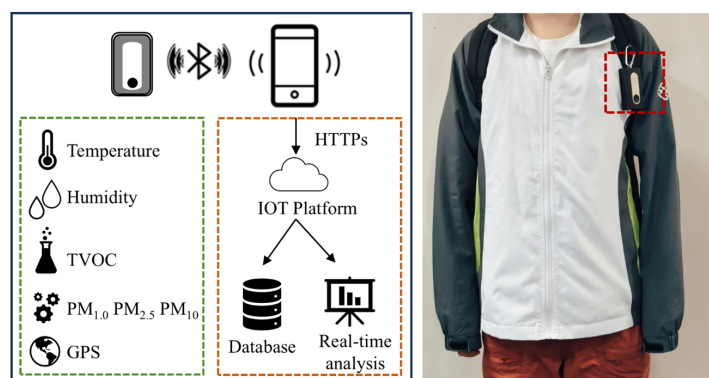 HTTPs
Temperature
Humidity
TVOC
PM1.0 PM2.5 PM10
GPS
IOT Platform
Database
Real-time
analysis